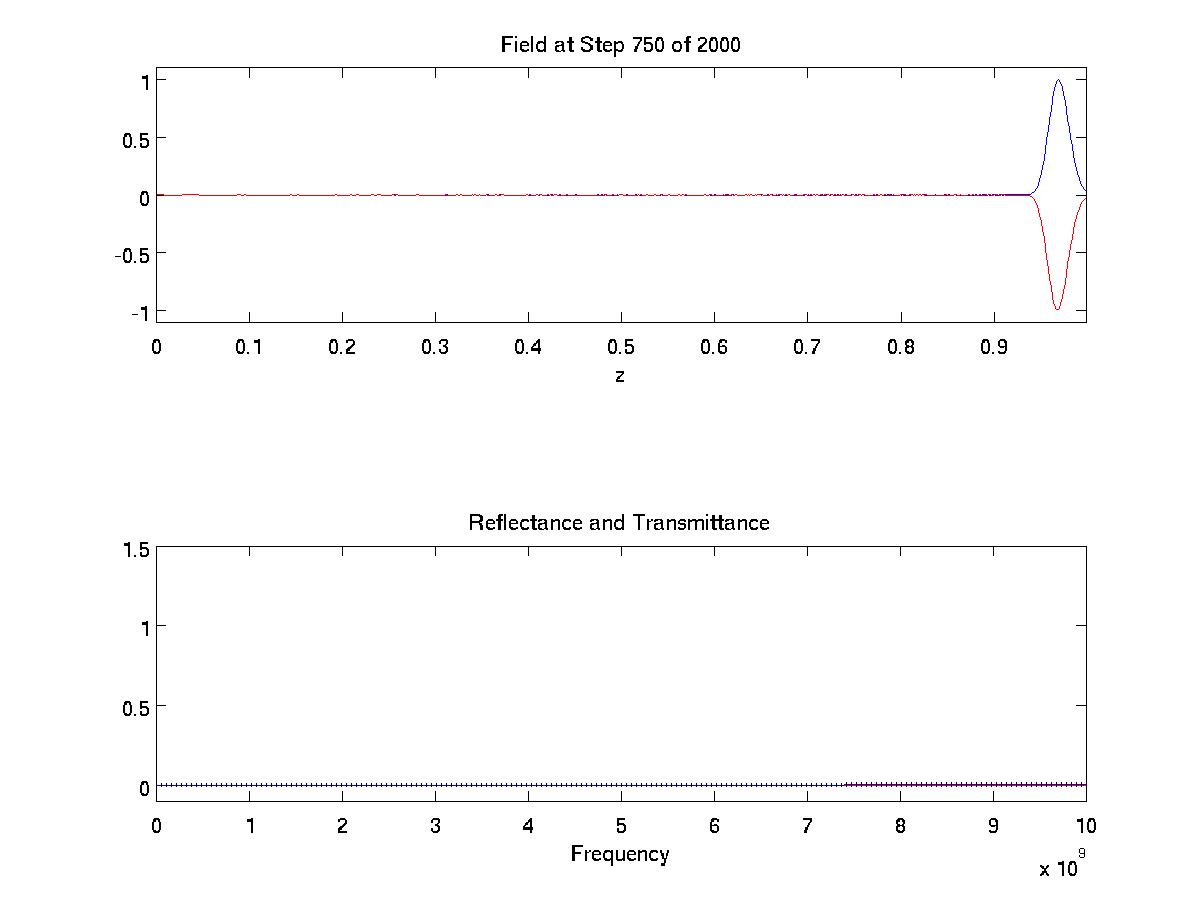 Field at Step 750 of 2000
1
0.5
0
-0.5
-1
0 0.1 0.2 0.3 0.4 0.5 0.6 0.7 0.8 0.9
z
Reflectance and Transmittance
1.5
1
0.5
0
0 1 2 3 4 5 6 7 8 9 10
Frequency
x 10^9